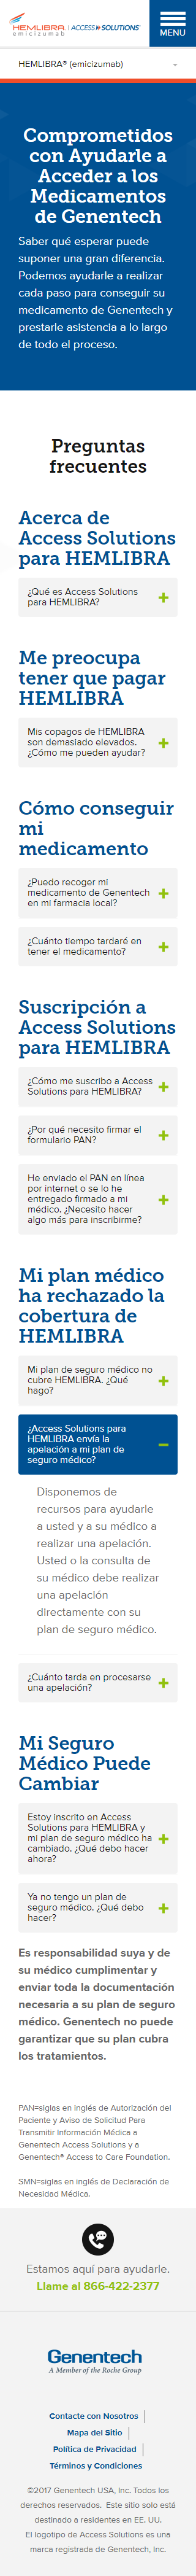 HEMLIBRA
emicizumab
ACCESS SOLUTIONS
MENU
HEMLIBRA® (emicizumab)
Comprometidos
con Ayudarle a
Acceder a los
Medicamentos
de Genentech
Saber qué esperar puede
suponer una gran diferencia.
Podemos ayudarle a realizar
cada paso para conseguir su
medicamento de Genentech y
prestarle asistencia a lo largo
de todo el proceso.
Preguntas
frecuentes
Acerca de
Access Solutions
para HEMLIBRA
¿Qué es Access Solutions
para HEMLIBRA?
Me preocupa
tener que pagar
HEMLIBRA
Mis copagos de HEMLIBRA
son demasiado elevados.
¿Cómo me pueden ayudar?
Cómo conseguir
mi
medicamento
¿Puedo recoger mi
medicamento de Genentech
en mi farmacia local?
¿Cuánto tiempo tardaré en
tener el medicamento?
Suscripción a
Access Solutions
para HEMLIBRA
¿Cómo me suscribo a Access
Solutions para HEMLIBRA?
¿Por qué necesito firmar el
formulario PAN?
He enviado el PAN en línea
por internet o se lo he
entregado firmado a mi
médico. ¿Necesito hacer
algo más para inscribirme?
Mi plan médico
ha rechazado la
cobertura de
HEMLIBRA
Mi plan de seguro médico no
cubre HEMLIBRA. ¿Qué
hago?
¿Access Solutions para
HEMLIBRA envía la
apelación a mi plan de
seguro médico?
Disponemos de
recursos para ayudarle
a usted y a su médico a
realizar una apelación.
Usted o la consulta de
su médico debe realizar
una apelación
directamente con su
plan de seguro médico.
¿Cuánto tarda en procesarse
una apelación?
Mi Seguro
Médico Puede
Cambiar
Estoy inscrito en Access
Solutions para HEMLIBRA y
mi plan de seguro médico ha
cambiado. ¿Qué debo hacer
ahora?
Ya no tengo un plan de
seguro médico. ¿Qué debo
hacer?
Es responsabilidad suya y de
su médico cumplimentar y
enviar toda la documentación
necesaria a su plan de seguro
médico. Genentech no puede
garantizar que su plan cubra
los tratamientos.
PAN=siglas en inglés de Autorización del
Paciente y Aviso de Solicitud Para
Transmitir Información Médica a
Genentech Access Solutions y a
Genentech® Access to Care Foundation.
SMN=siglas en inglés de Declaración de
Necesidad Médica.
Estamos aquí para ayudarle.
Llame al 866-422-2377
Genentech
A Member of the Roche Group
Contacte con Nosotros
Mapa del Sitio
Política de Privacidad
Términos y Condiciones
©2017 Genentech USA, Inc. Todos los
derechos reservados. Este sitio solo está
destinado a residentes en EE. UU.
El logotipo de Access Solutions es una
marca registrada de Genentech, Inc.